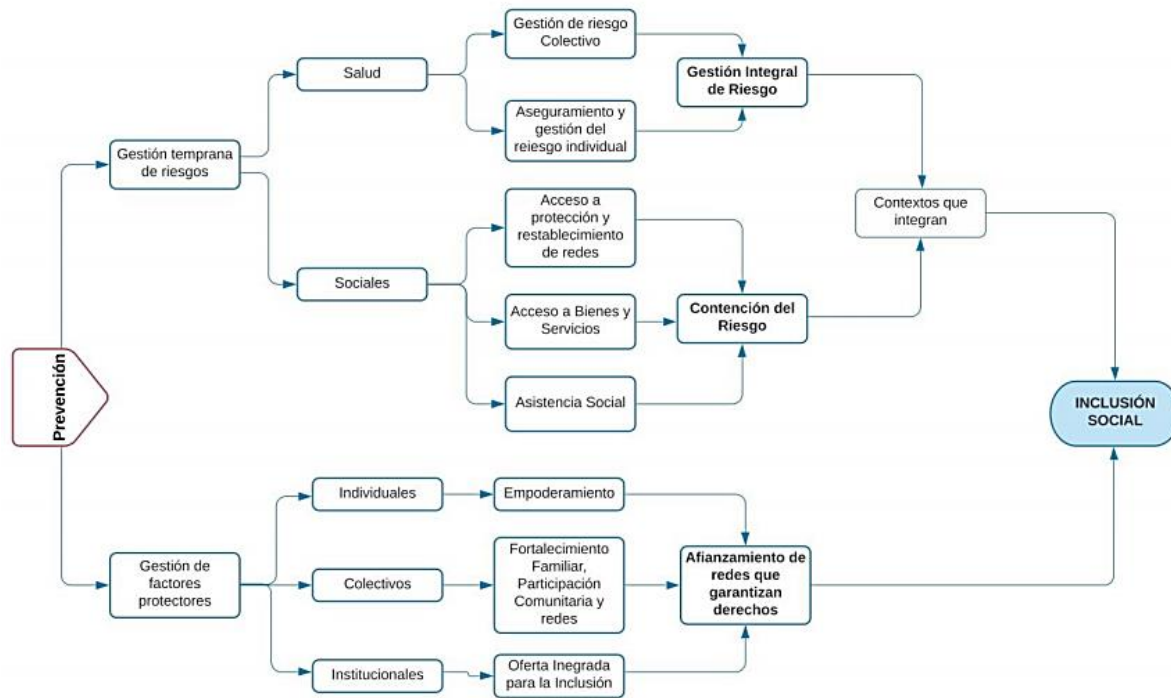 Gestión de riesgo
Colectivo
Salud
Gestión Integral
de Riesgo
Aseguramiento y
gestión del
reiesgo individual
Gestión temprana
de riesgos
Acceso a
protección y
restablecimiento
de redes
Contextos que
integran
Sociales
Acceso a Bienes y
Servicios
Contención del
Riesgo
Asistencia Social
Prevención
INCLUSIÓN
SOCIAL
Individuales
Empoderamiento
Gestión de
factores
protectores
Colectivos
Fortalecimiento
Familiar,
Participación
Comunitaria y
redes
Afianzamiento de
redes que
garantizan
derechos
Institucionales
Oferta Inegrada
para la Inclusión